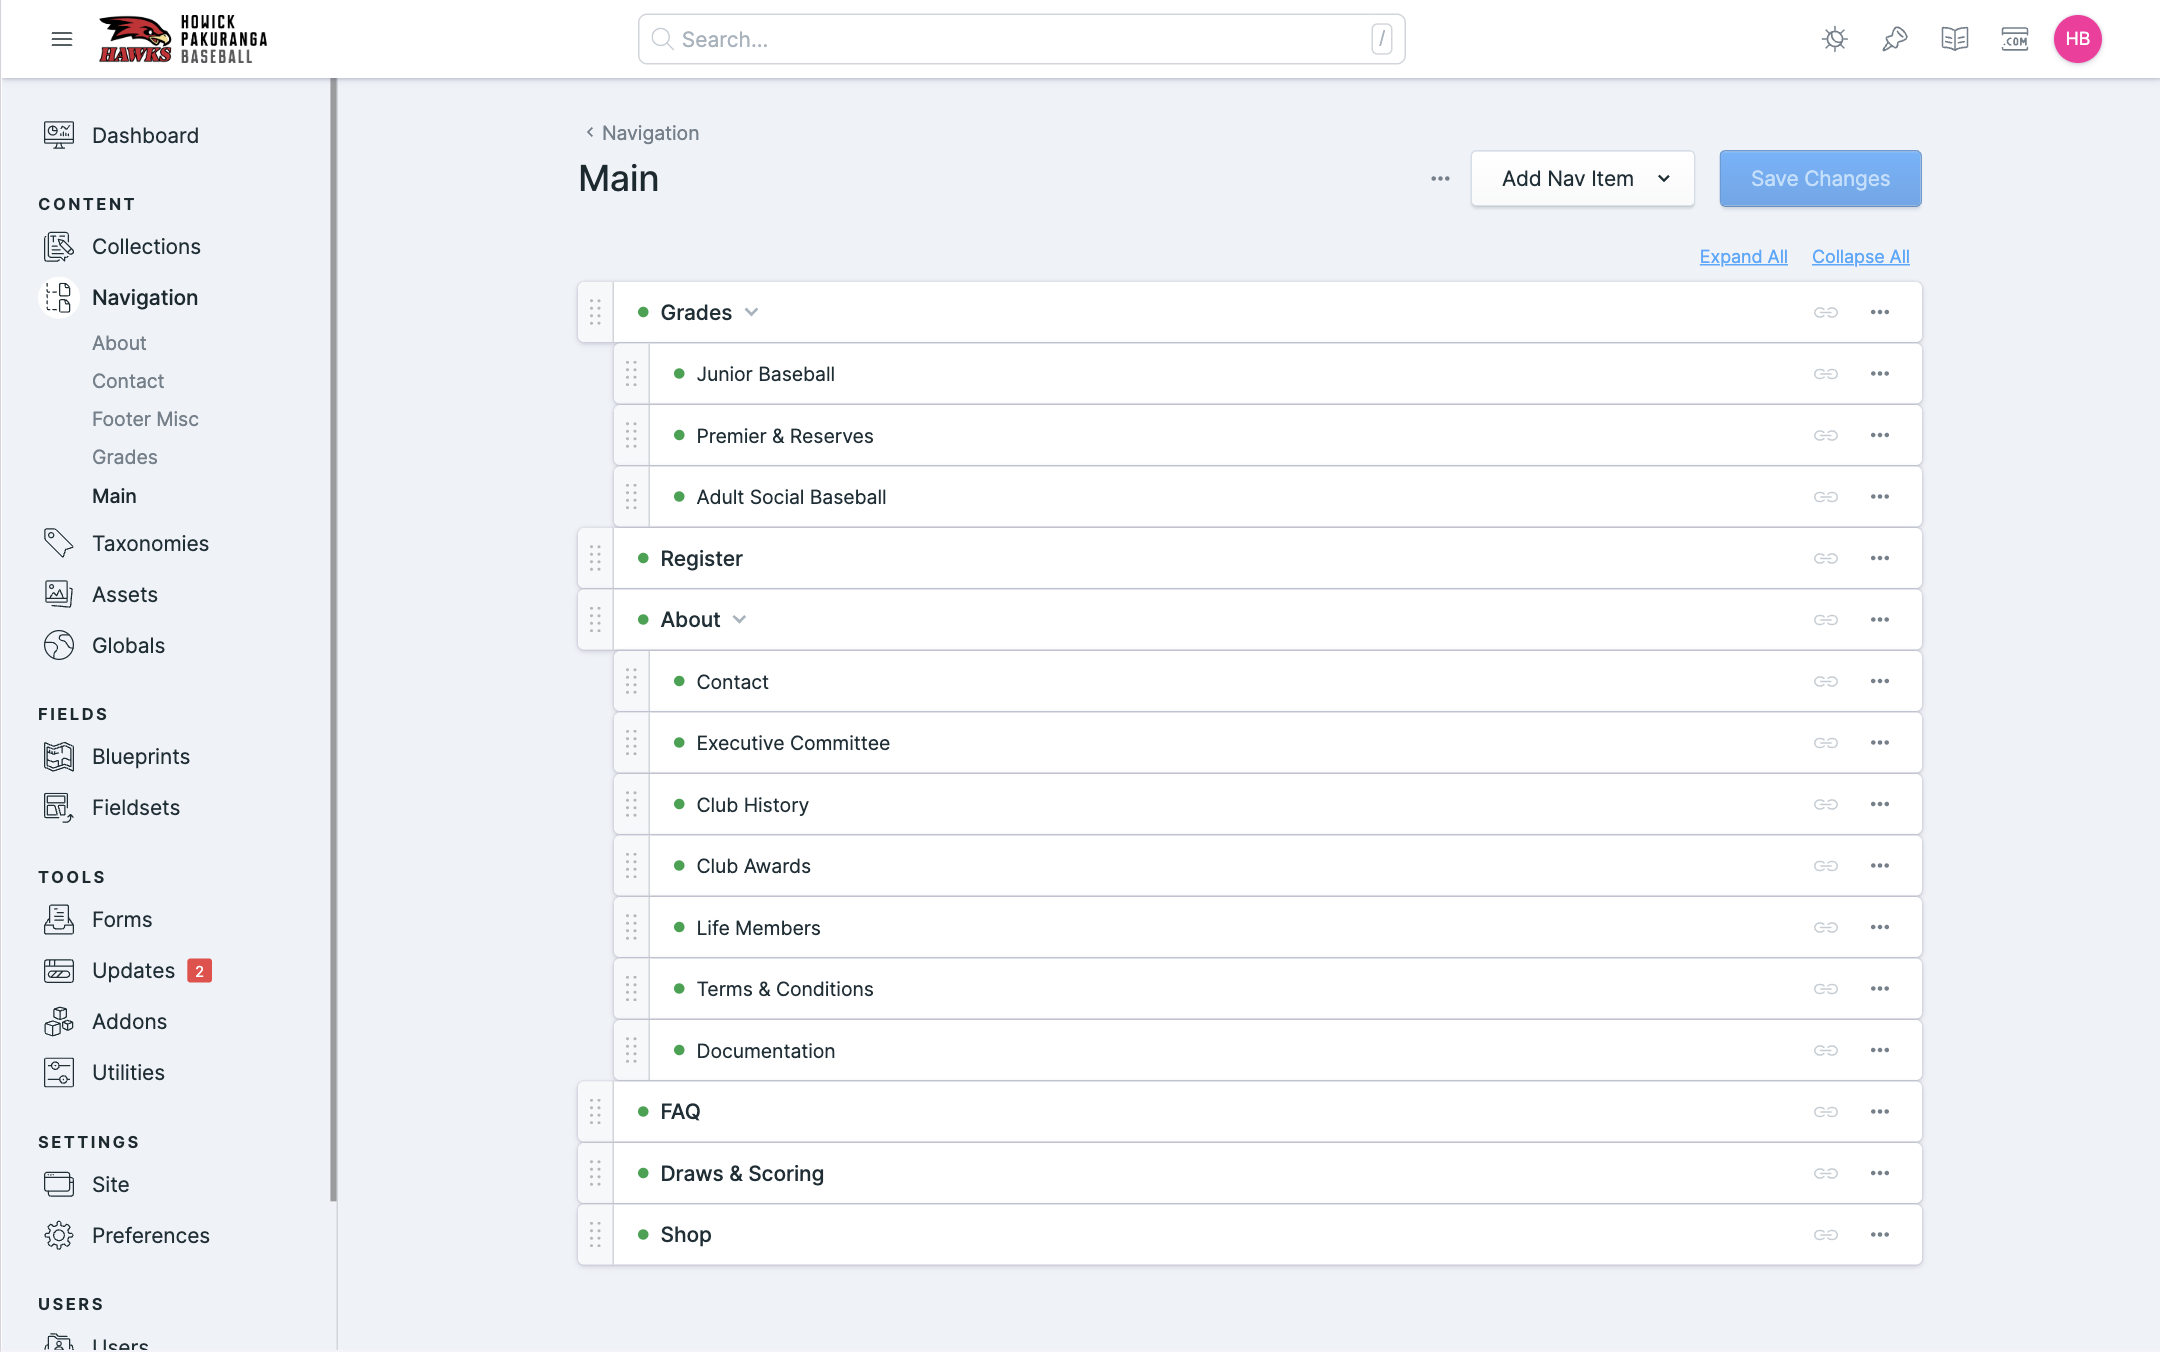 HOWICK
PAKURANGA
HAWKS BASEBALL
Search...
/
.COM
HB
Dashboard
CONTENT
Collections
Navigation
About
Contact
Footer Misc
Grades
Main
Taxonomies
Assets
Globals
FIELDS
Blueprints
Fieldsets
TOOLS
Forms
Updates 2
Addons
Utilities
SETTINGS
Site
Preferences
USERS
Users
Navigation
Main
Add Nav Item
Save Changes
Expand All Collapse All
Grades
Junior Baseball
Premier & Reserves
Adult Social Baseball
Register
About
Contact
Executive Committee
Club History
Club Awards
Life Members
Terms & Conditions
Documentation
FAQ
Draws & Scoring
Shop